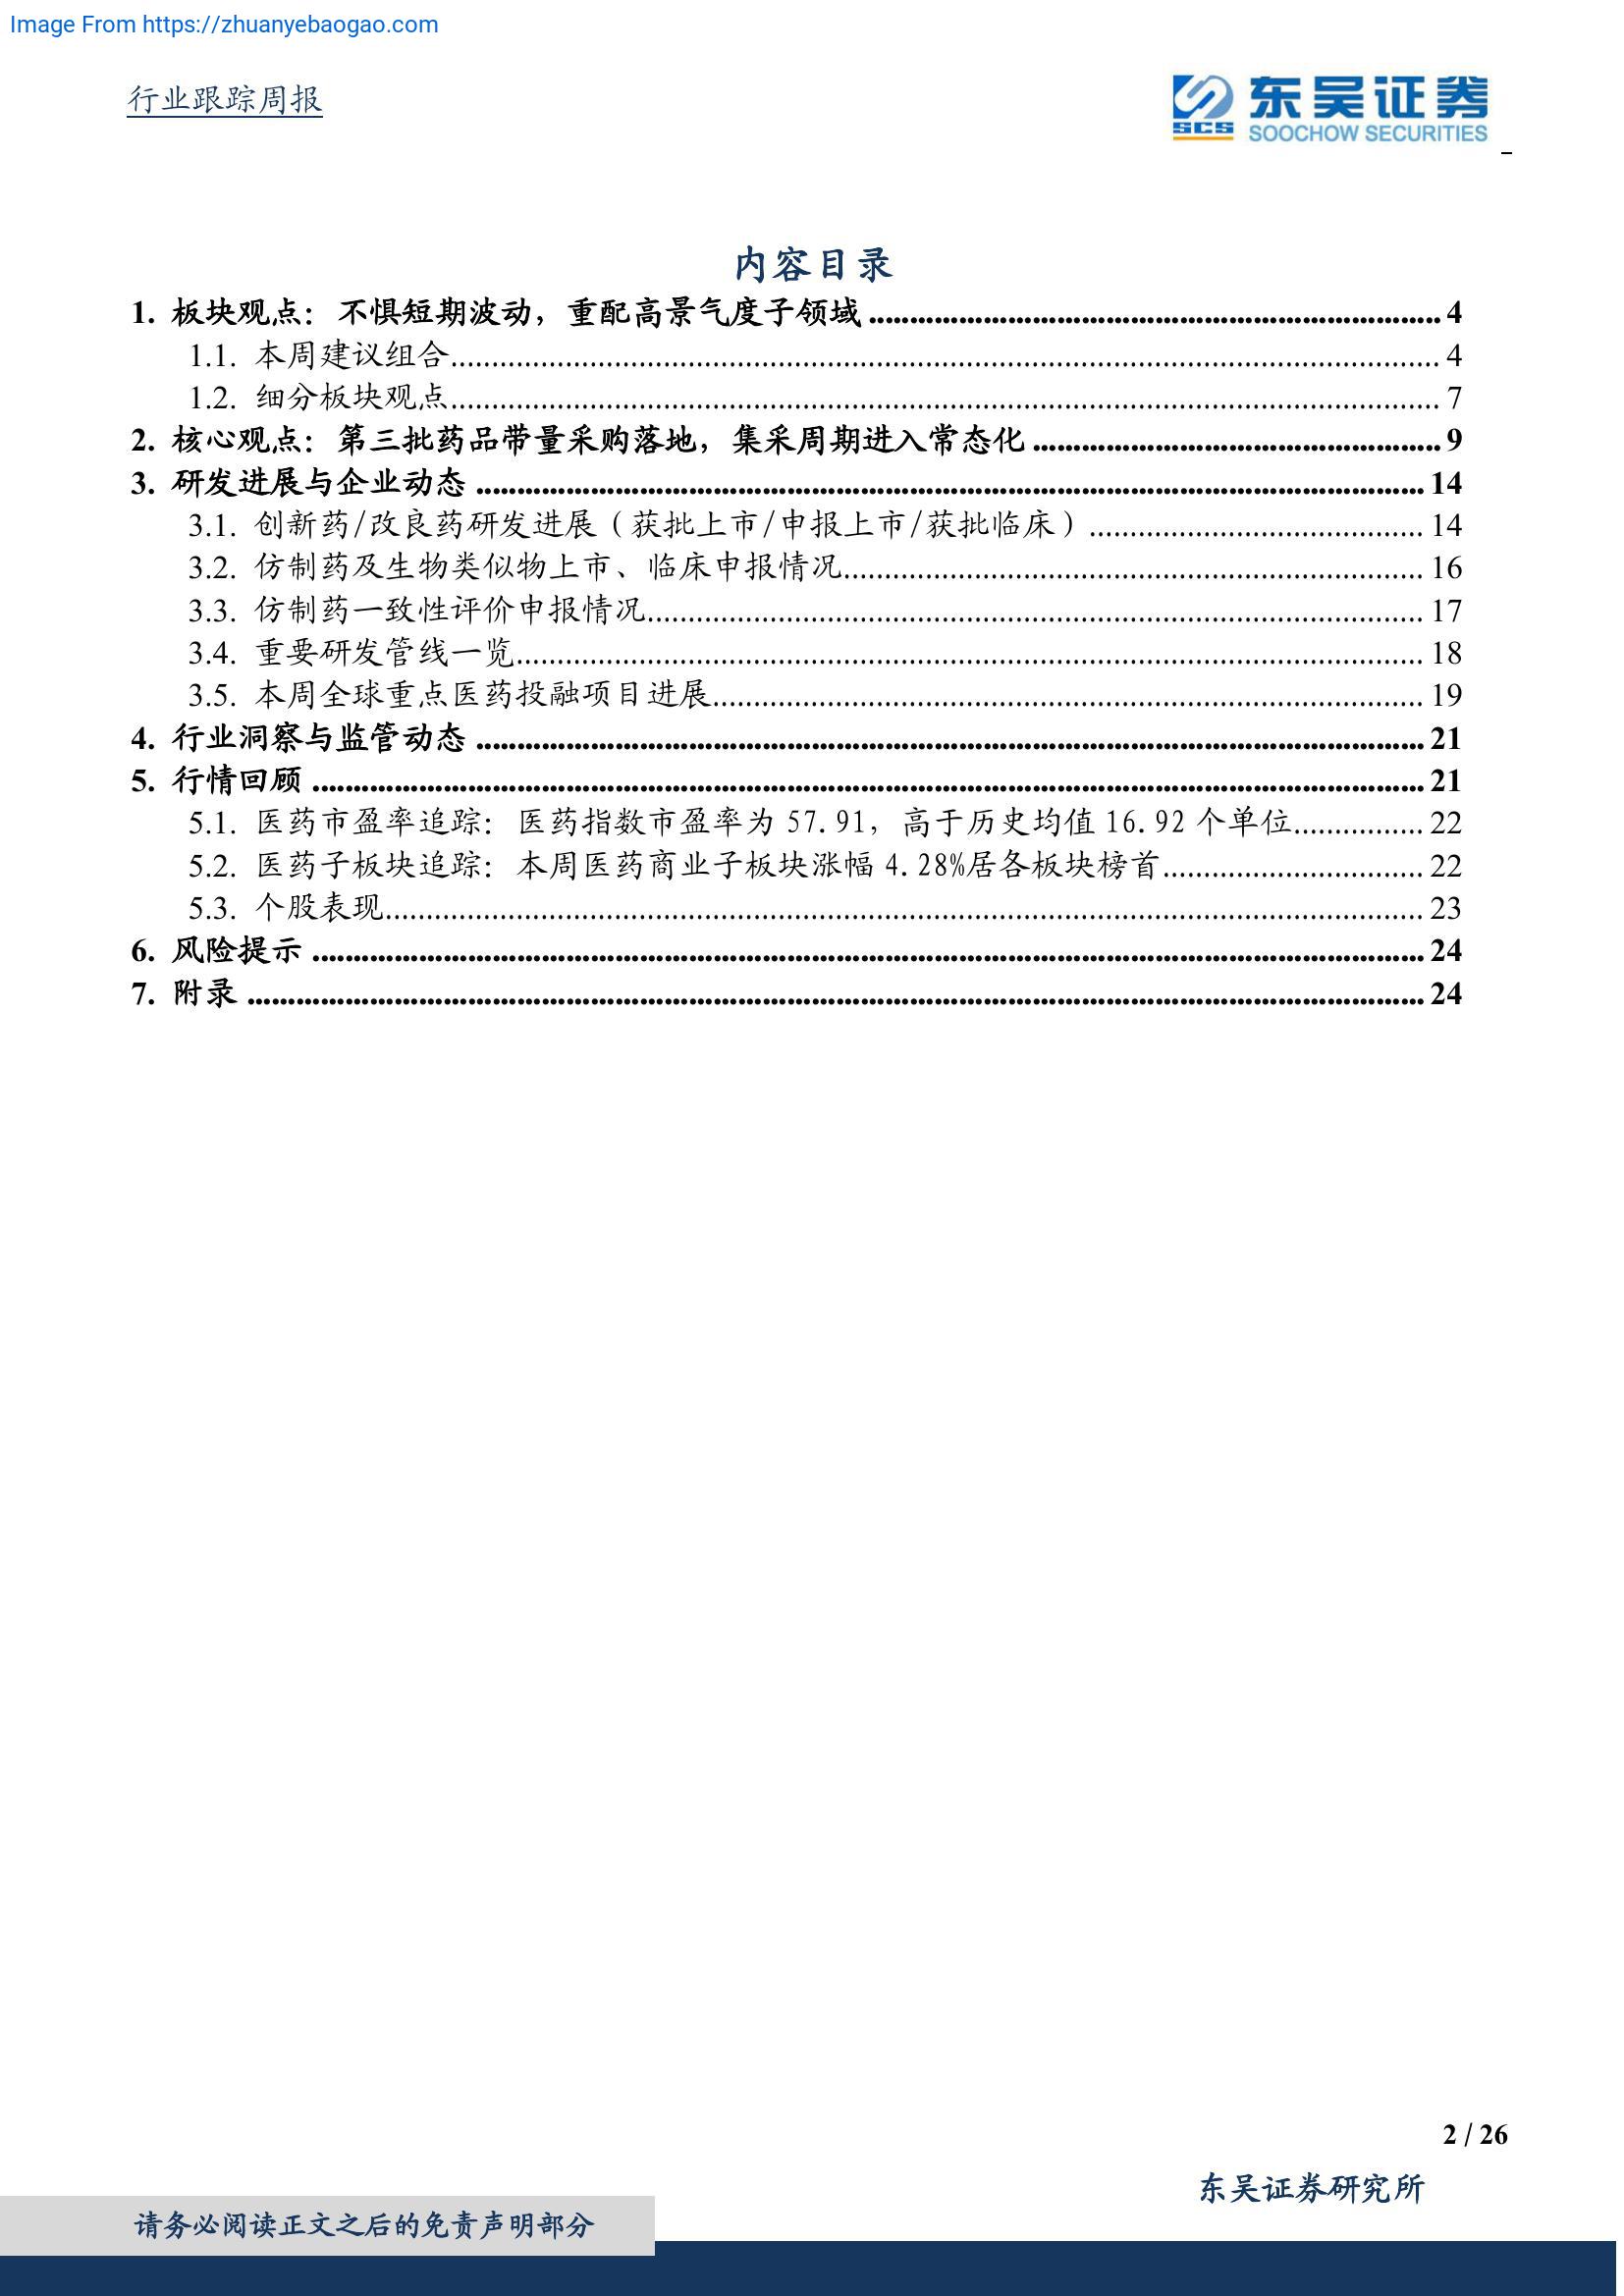 Image From https://zhuanyebaogao.com
行业跟踪周报
东吴证券
SCS SOOCHOW SECURITIES
内容目录
1. 板块观点：不惧短期波动，重配高景气度子领域 4
1.1. 本周建议组合 4
1.2. 细分板块观点 7
2. 核心观点：第三批药品带量采购落地，集采周期进入常态化 9
3. 研发进展与企业动态 14
3.1. 创新药/改良药研发进展（获批上市/申报上市/获批临床） 14
3.2. 仿制药及生物类似物上市、临床申报情况 16
3.3. 仿制药一致性评价申报情况 17
3.4. 重要研发管线一览 18
3.5. 本周全球重点医药投融项目进展 19
4. 行业洞察与监管动态 21
5. 行情回顾 21
5.1. 医药市盈率追踪：医药指数市盈率为 57.91，高于历史均值 16.92 个单位 22
5.2. 医药子板块追踪：本周医药商业子板块涨幅 4.28%居各板块榜首 22
5.3. 个股表现 23
6. 风险提示 24
7. 附录 24
2 / 26
东吴证券研究所
请务必阅读正文之后的免责声明部分